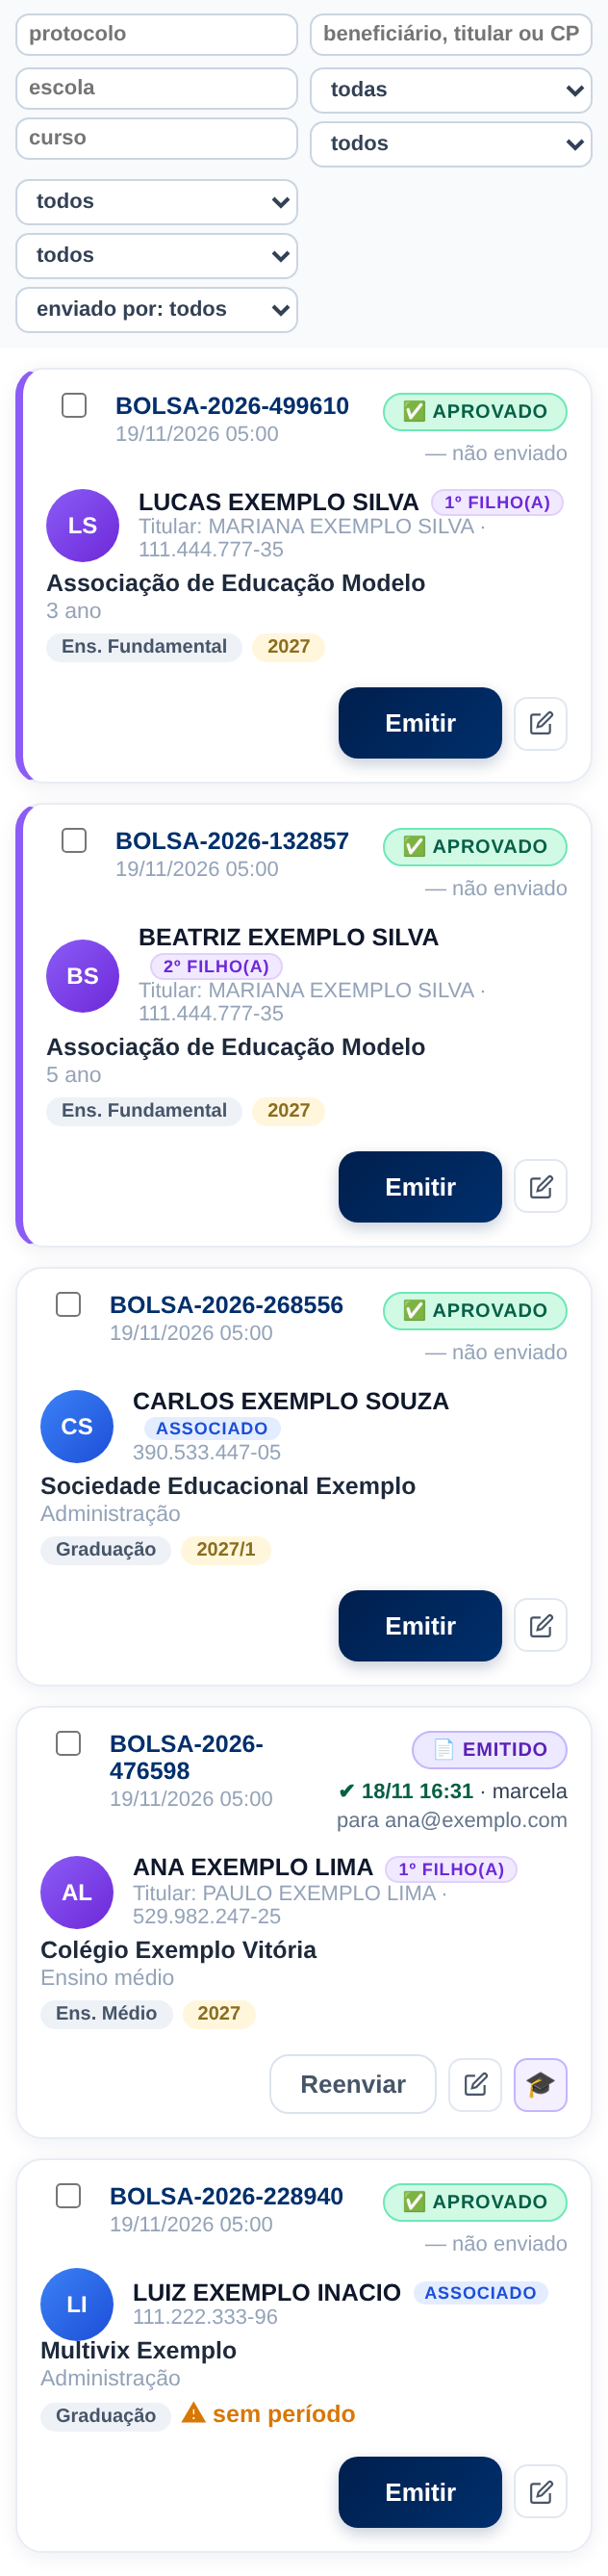 protocolo
beneficiário, titular ou CP
escola
todas
curso
todos
todos
todos
enviado por: todos
BOLSA-2026-499610
✅ APROVADO
19/11/2026 05:00
— não enviado
LS
LUCAS EXEMPLO SILVA 1º FILHO(A)
Titular: MARIANA EXEMPLO SILVA ·
111.444.777-35
Associação de Educação Modelo
3 ano
Ens. Fundamental 2027
Emitir
BOLSA-2026-132857
✅ APROVADO
19/11/2026 05:00
— não enviado
BS
BEATRIZ EXEMPLO SILVA
2º FILHO(A)
Titular: MARIANA EXEMPLO SILVA ·
111.444.777-35
Associação de Educação Modelo
5 ano
Ens. Fundamental 2027
Emitir
BOLSA-2026-268556
✅ APROVADO
19/11/2026 05:00
— não enviado
CS
CARLOS EXEMPLO SOUZA
ASSOCIADO
390.533.447-05
Sociedade Educacional Exemplo
Administração
Graduação 2027/1
Emitir
BOLSA-2026-
476598
19/11/2026 05:00
📄 EMITIDO
✔ 18/11 16:31 · marcela
para ana@exemplo.com
AL
ANA EXEMPLO LIMA 1º FILHO(A)
Titular: PAULO EXEMPLO LIMA ·
529.982.247-25
Colégio Exemplo Vitória
Ensino médio
Ens. Médio 2027
Reenviar
BOLSA-2026-228940
✅ APROVADO
19/11/2026 05:00
— não enviado
LI
LUIZ EXEMPLO INACIO ASSOCIADO
111.222.333-96
Multivix Exemplo
Administração
Graduação ⚠ sem período
Emitir